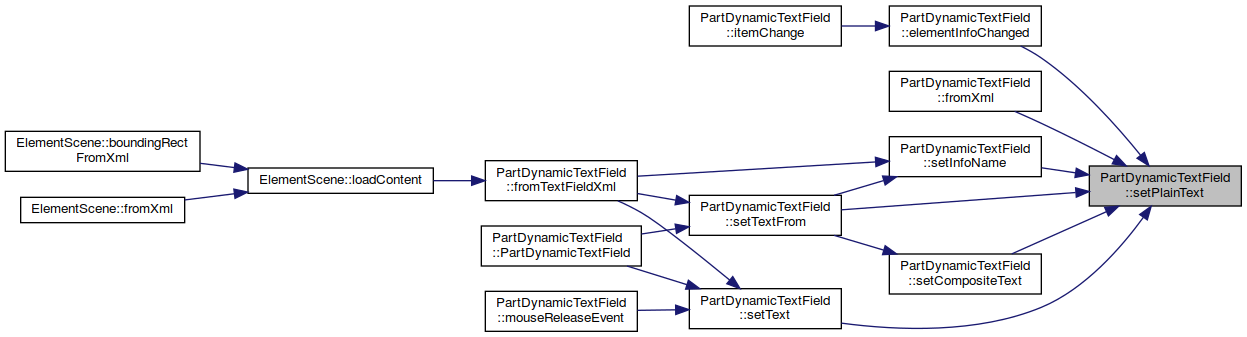 PartDynamicTextField
::itemChange
PartDynamicTextField
::elementInfoChanged
PartDynamicTextField
::fromXml
ElementScene::boundingRect
FromXml
ElementScene::fromXml
ElementScene::loadContent
PartDynamicTextField
::fromTextFieldXml
PartDynamicTextField
::setInfoName
PartDynamicTextField
::setPlainText
PartDynamicTextField
::setTextFrom
PartDynamicTextField
::PartDynamicTextField
PartDynamicTextField
::setCompositeText
PartDynamicTextField
::mouseReleaseEvent
PartDynamicTextField
::setText